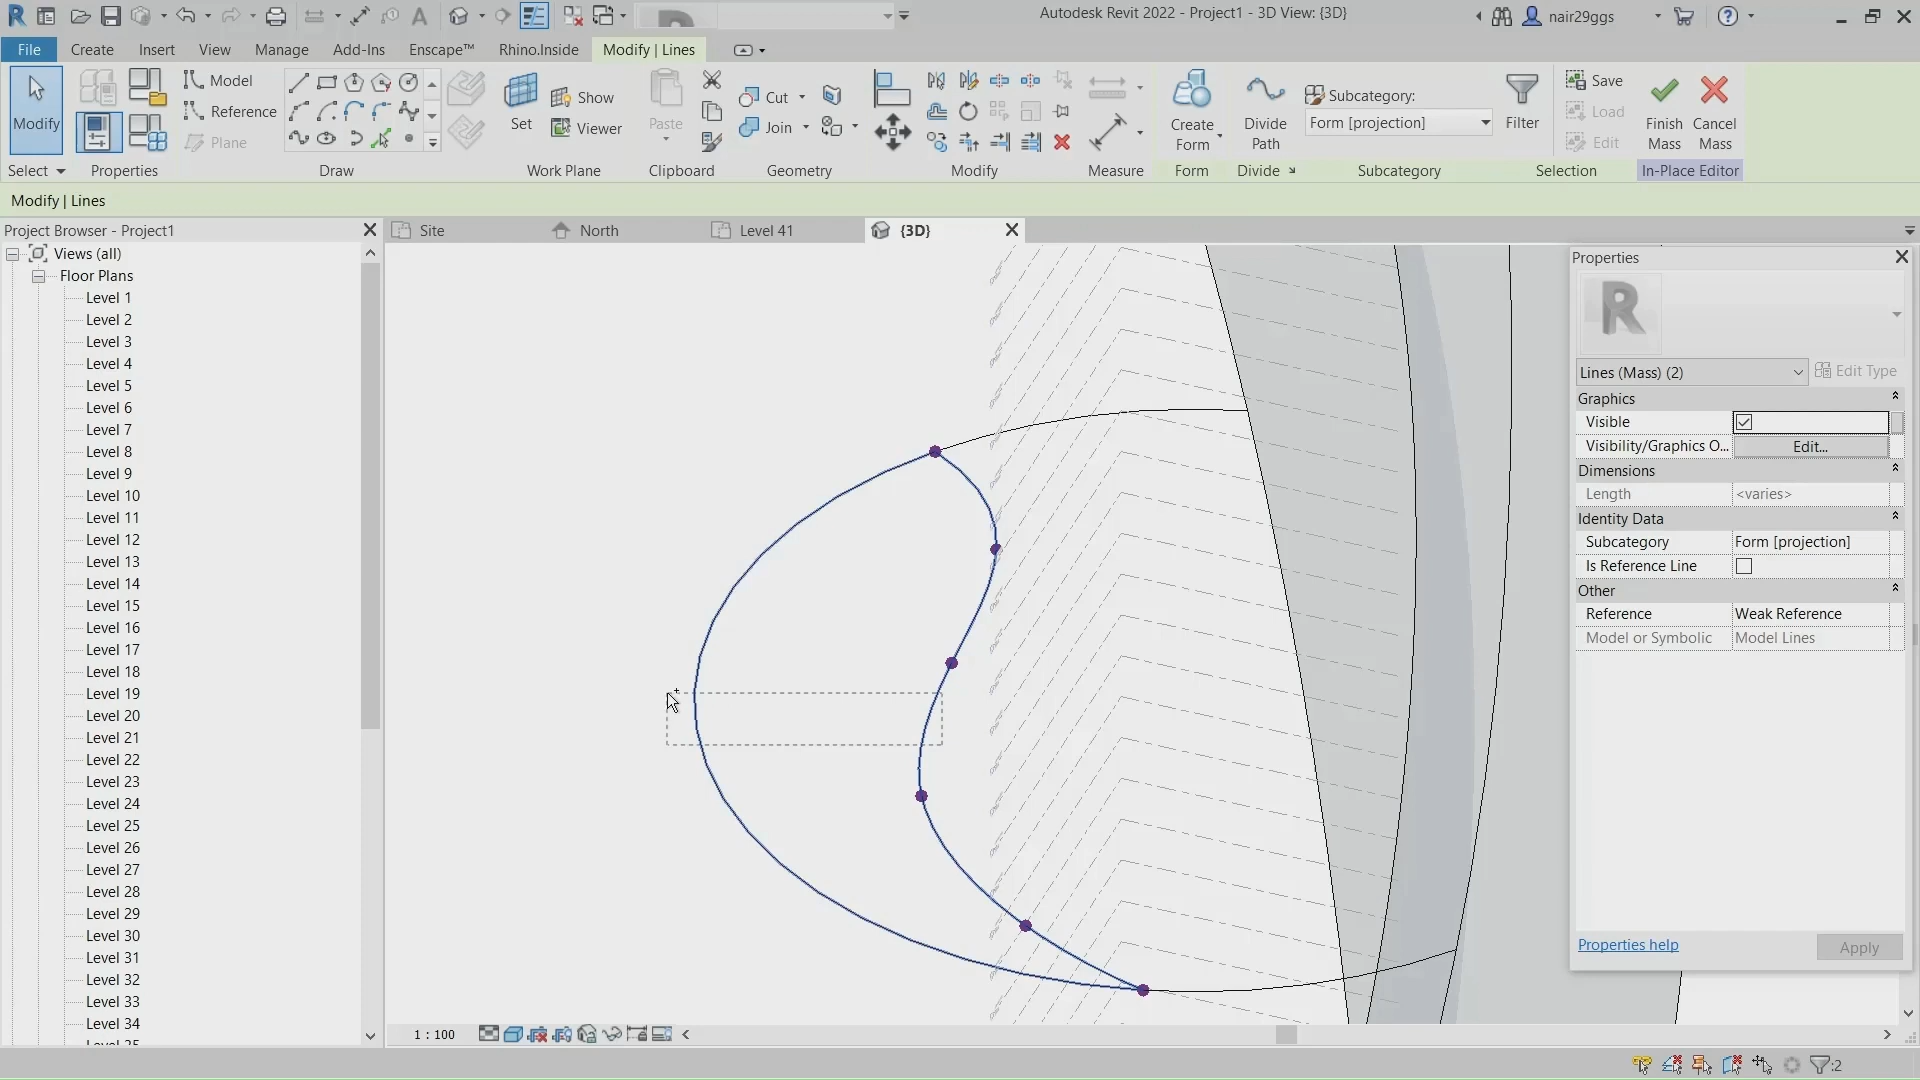 Autodesk Revit 2022 - Project1 - 3D View: {3D}
nair29ggs
File Create Insert View Manage Add-Ins Enscape™ Rhino.Inside Modify | Lines
Modify
Model
Reference
Plane
Set
Show
Viewer
Paste
Cut
Join
Create Form
Divide Path
Subcategory:
Form [projection]
Filter
Save
Load
Edit
Finish Mass
Cancel Mass
Select Properties Draw Work Plane Clipboard Geometry Modify Measure Form Divide Subcategory Selection In-Place Editor
Modify | Lines
Project Browser - Project1
Site North Level 41 {3D}
Views (all)
Floor Plans
Level 1
Level 2
Level 3
Level 4
Level 5
Level 6
Level 7
Level 8
Level 9
Level 10
Level 11
Level 12
Level 13
Level 14
Level 15
Level 16
Level 17
Level 18
Level 19
Level 20
Level 21
Level 22
Level 23
Level 24
Level 25
Level 26
Level 27
Level 28
Level 29
Level 30
Level 31
Level 32
Level 33
Level 34
Properties
Lines (Mass) (2)
Edit Type
Graphics
Visible
Visibility/Graphics O... Edit...
Dimensions
Length <varies>
Identity Data
Subcategory Form [projection]
Is Reference Line
Other
Reference Weak Reference
Model or Symbolic Model Lines
Properties help
Apply
1 : 100
:2